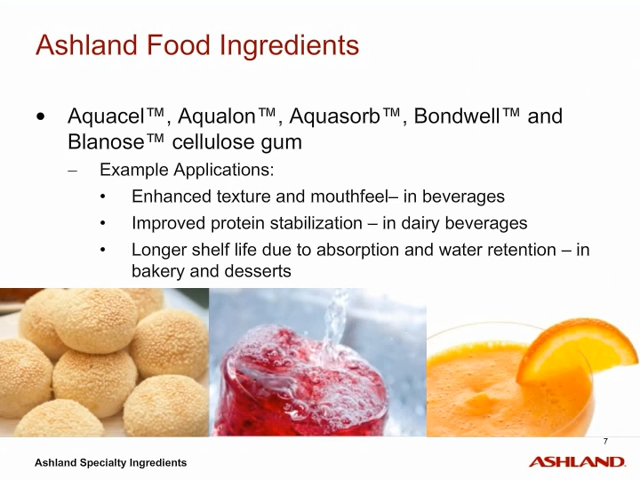 Ashland Food Ingredients
• Aquacel™, Aqualon™, Aquasorb™, Bondwell™ and
Blanose™ cellulose gum
– Example Applications:
• Enhanced texture and mouthfeel– in beverages
• Improved protein stabilization – in dairy beverages
• Longer shelf life due to absorption and water retention – in
bakery and desserts
7
Ashland Specialty Ingredients
ASHLAND